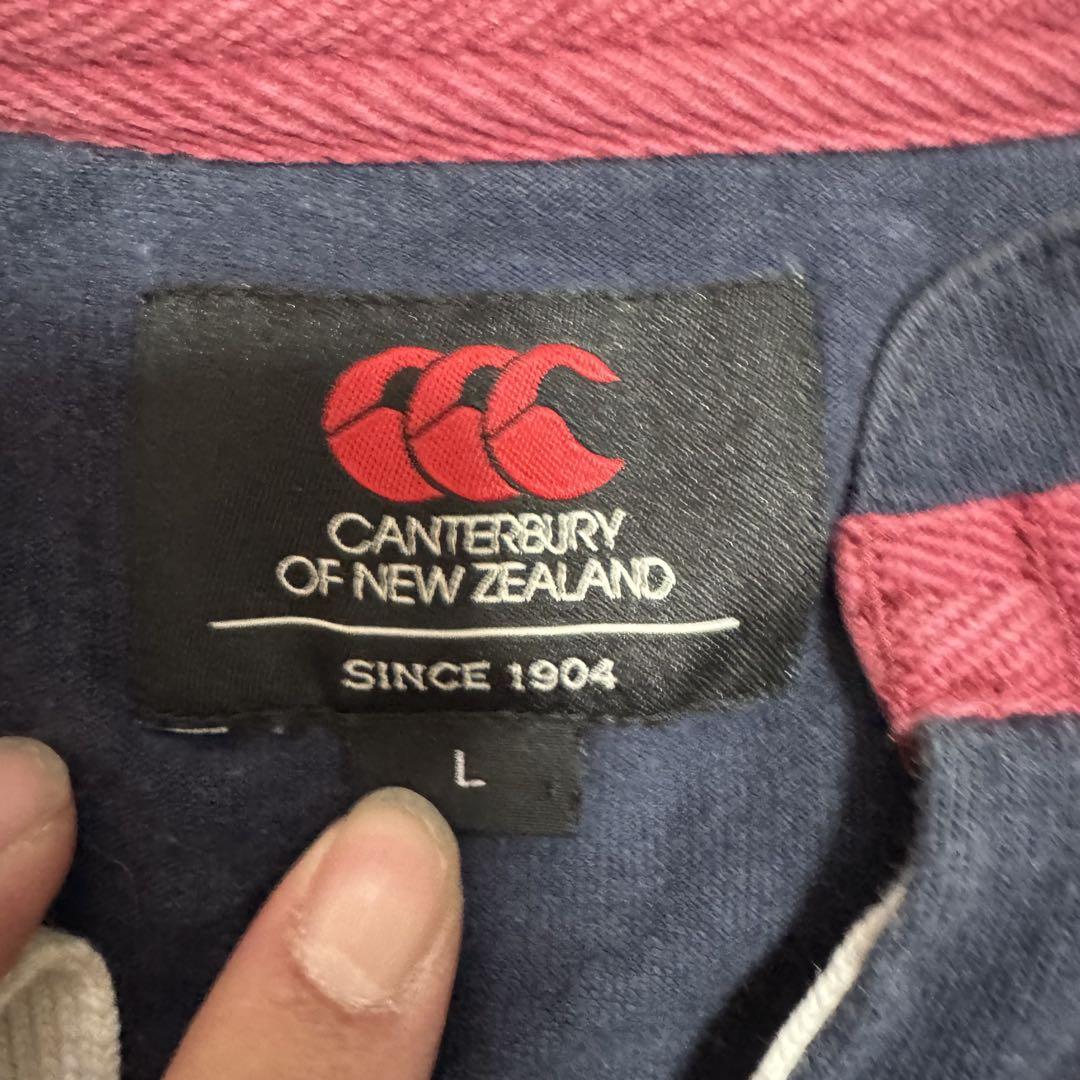 CANTERBURY
OF NEW ZEALAND
SINCE 1904
L